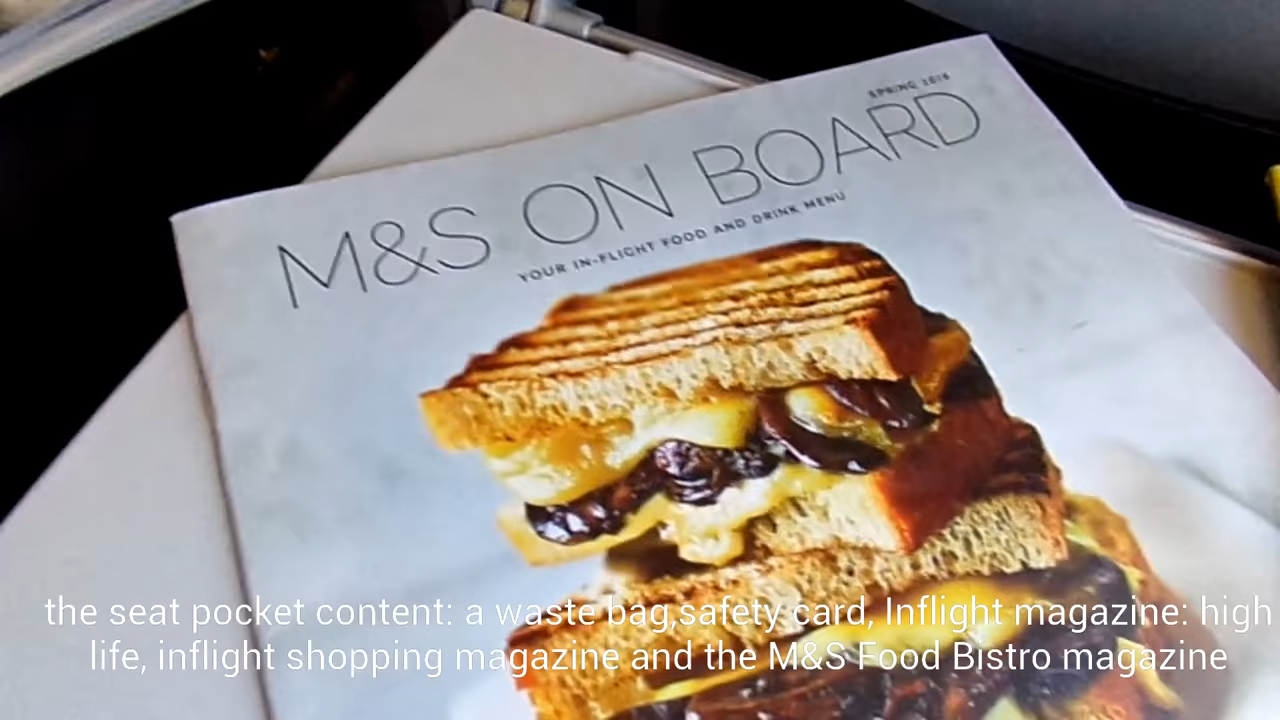 SPRING 2018
M&S ON BOARD
YOUR IN-FLIGHT FOOD AND DRINK MENU
the seat pocket content: a waste bag,safety card, Inflight magazine: high
life, inflight shopping magazine and the M&S Food Bistro magazine